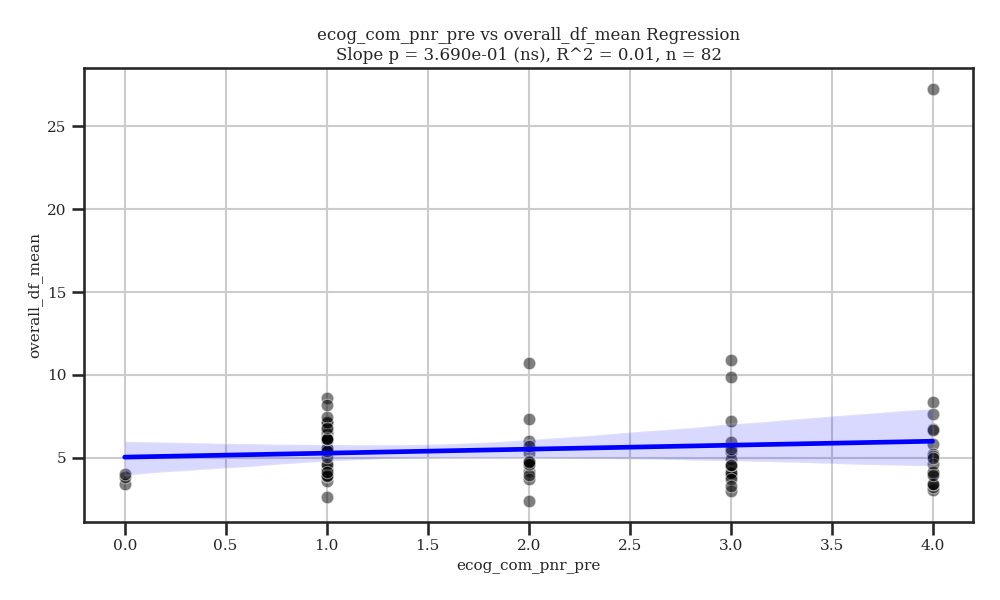 ecog_com_pnr_pre vs overall_df_mean Regression
Slope p = 3.690e-01 (ns), R^2 = 0.01, n = 82
overall_df_mean
25
20
15
10
5
0.0 0.5 1.0 1.5 2.0 2.5 3.0 3.5 4.0
ecog_com_pnr_pre